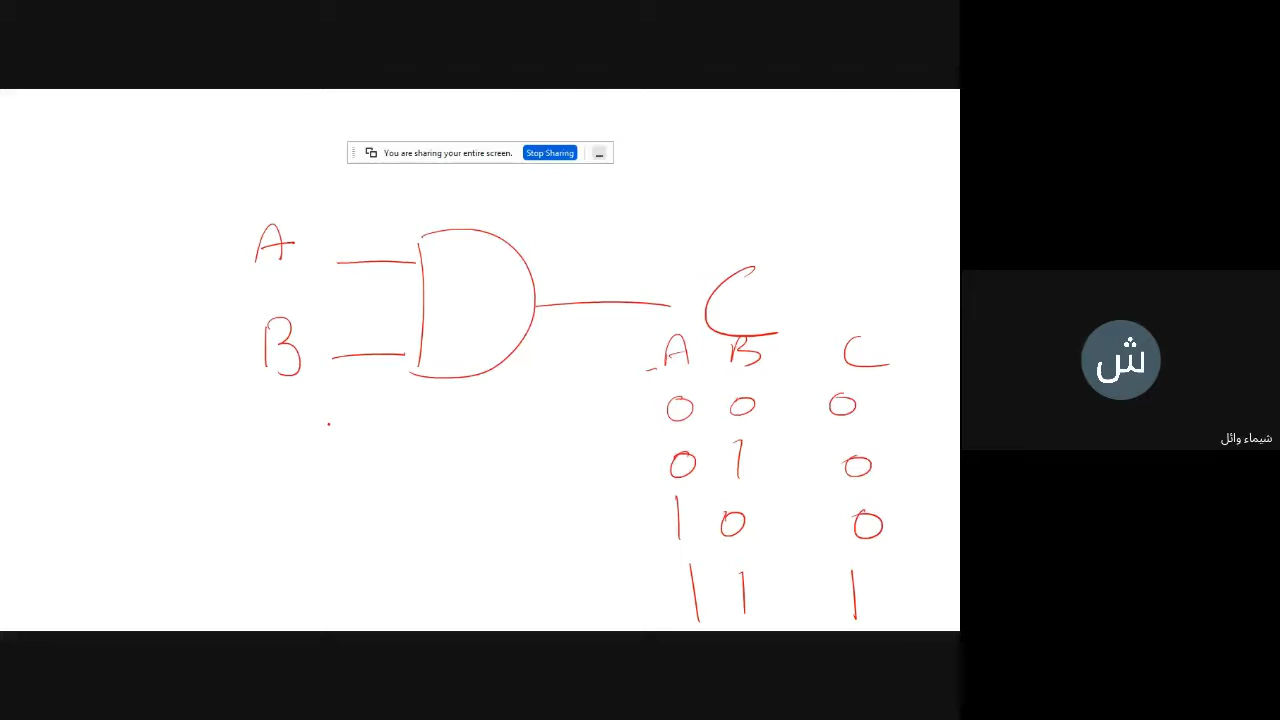 You are sharing your entire screen. Stop Sharing
A
B
C
A B C
0 0 0
0 1 0
1 0 0
1 1 1
ش
شيماء وائل